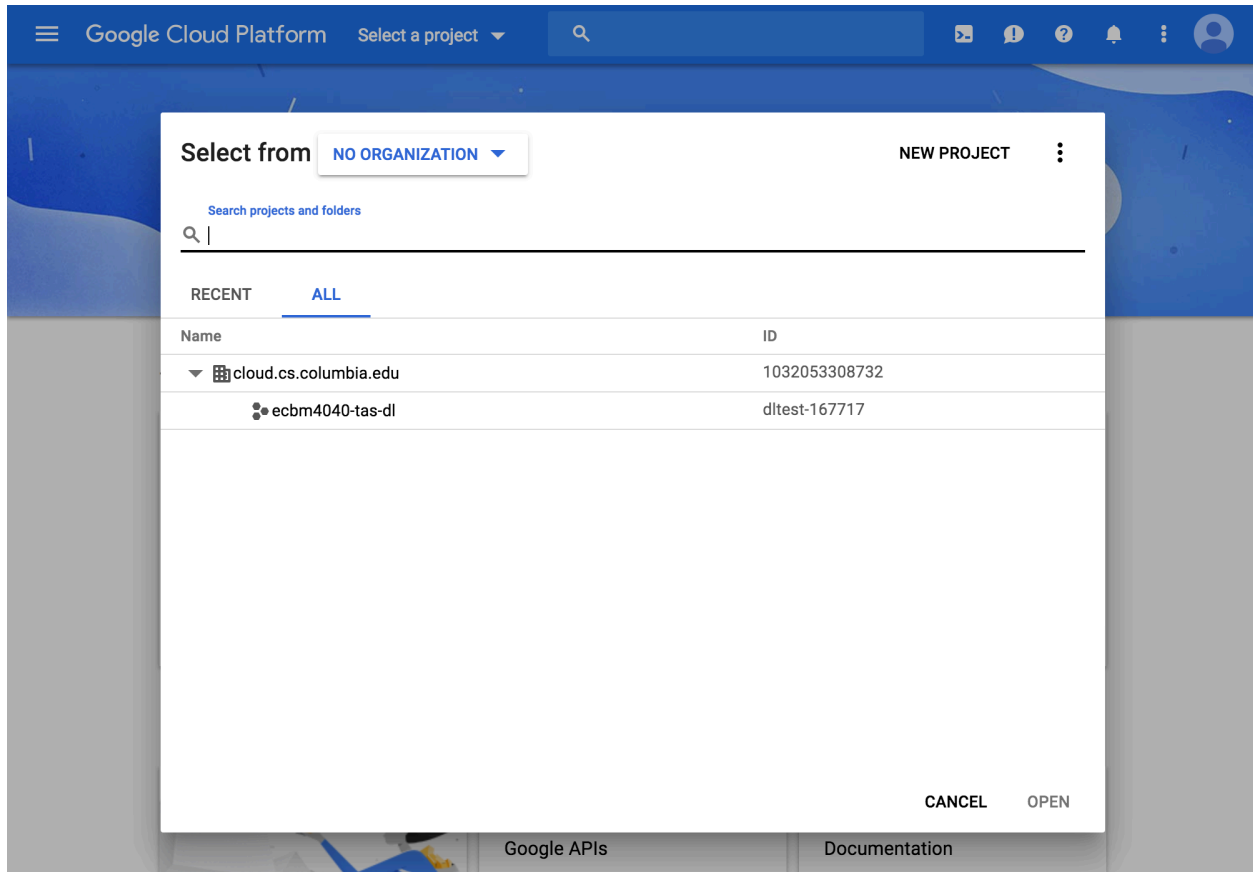 Google Cloud Platform Select a project
Select from NO ORGANIZATION NEW PROJECT
Search projects and folders
RECENT ALL
Name ID
cloud.cs.columbia.edu 1032053308732
ecbm4040-tas-dl dltest-167717
CANCEL OPEN
Google APIs Documentation